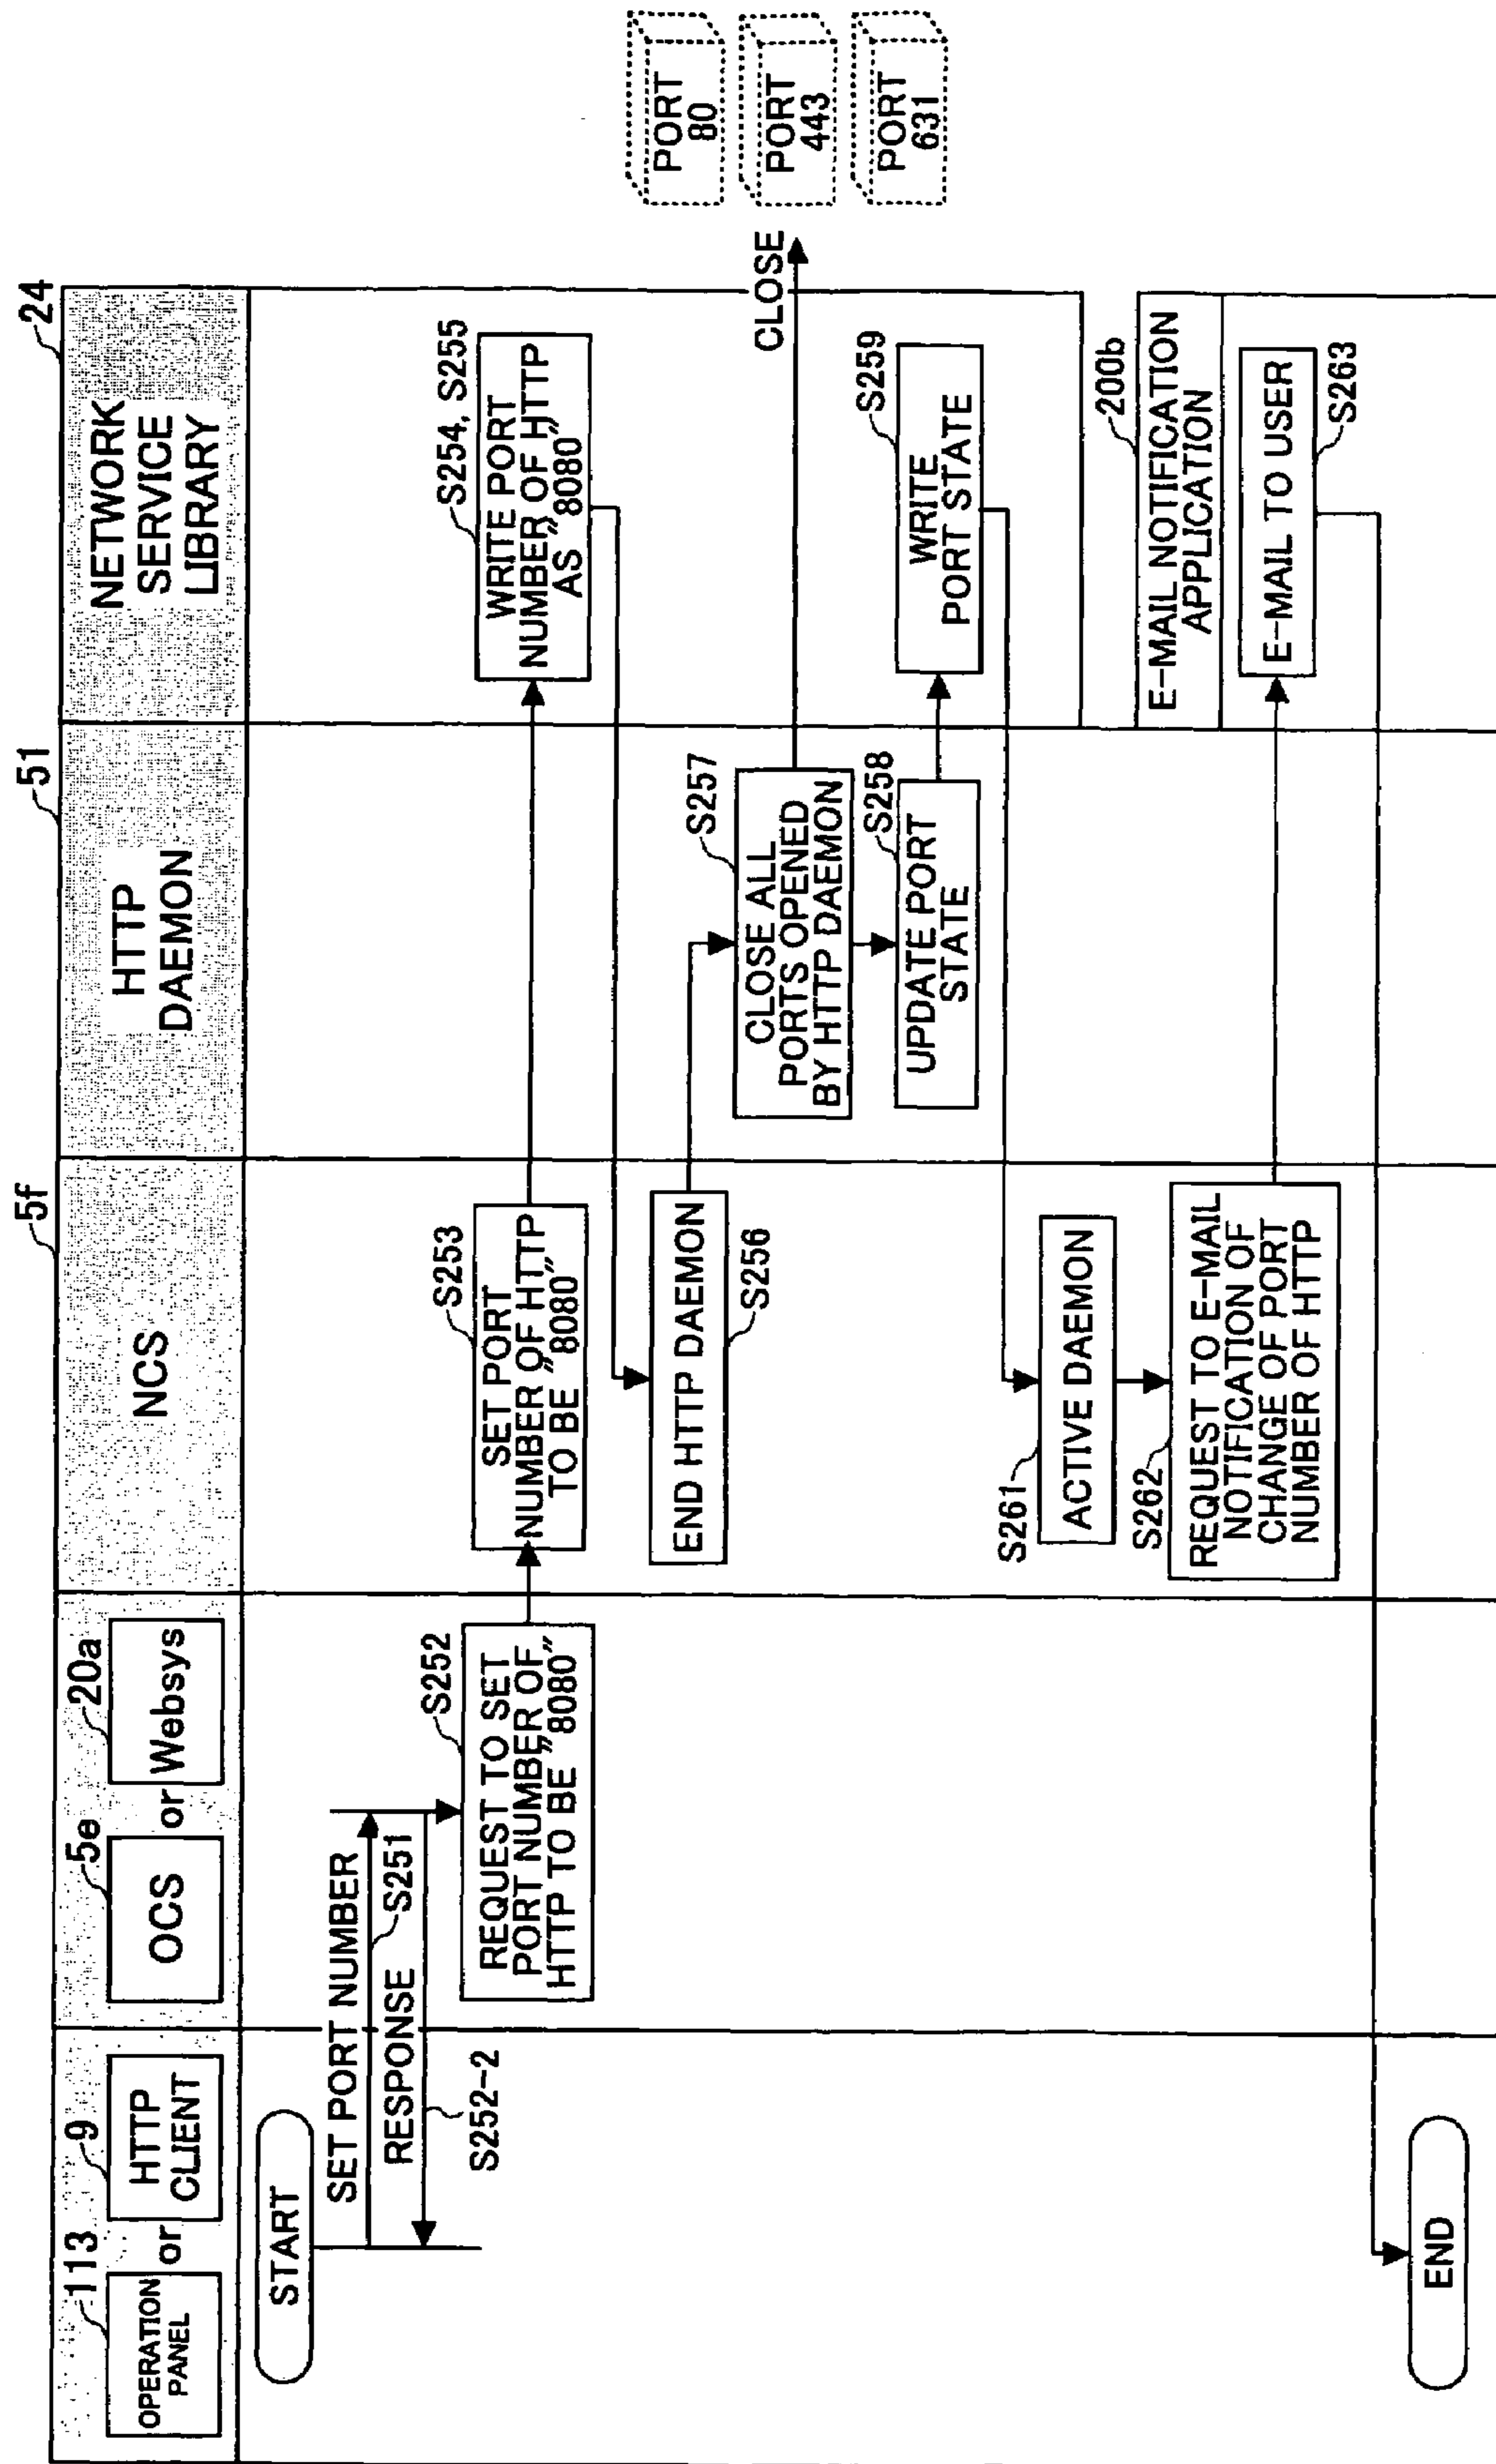 113
9
5e
20a
5f
51
24
OPERATION
PANEL
or
HTTP
CLIENT
OCS
or
Websys
NCS
HTTP
DAEMON
NETWORK
SERVICE
LIBRARY
START
SET PORT NUMBER
S251
RESPONSE
S252-2
S252
REQUEST TO SET
PORT NUMBER OF
HTTP TO BE "8080"
S253
SET PORT
NUMBER OF HTTP
TO BE "8080"
S254, S255
WRITE PORT
NUMBER OF HTTP
AS "8080"
END HTTP DAEMON
S256
S257
CLOSE ALL
PORTS OPENED
BY HTTP DAEMON
CLOSE
PORT
80
PORT
443
PORT
631
S258
UPDATE PORT
STATE
S259
WRITE
PORT STATE
S261
ACTIVE DAEMON
S262
REQUEST TO E-MAIL
NOTIFICATION OF
CHANGE OF PORT
NUMBER OF HTTP
200b
E-MAIL NOTIFICATION
APPLICATION
E-MAIL TO USER
S263
END